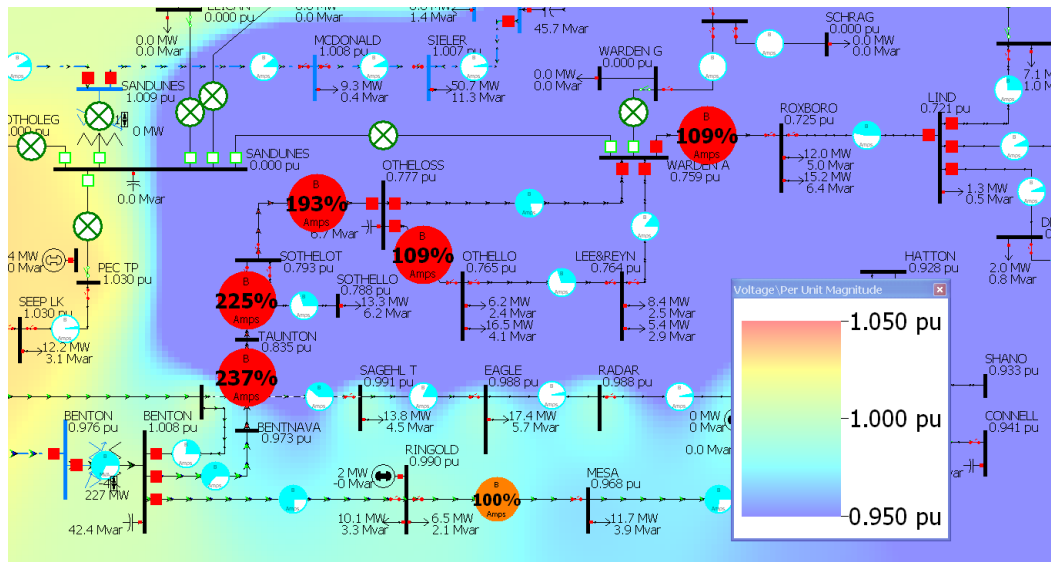 1.4 Mvar
45.7 Mvar
SCHRAG
0.000 pu
0.0 MW
0.0 Mvar
0.0 MW
0.0 Mvar
MCDONALD
1.008 pu
SIELER
1.007 pu
WARDEN G
0.000 pu
0.0 MW
0.0 Mvar
9.3 MW
0.4 Mvar
50.7 MW
11.3 Mvar
7.1
1.0 M
SANDUNES
1.009 pu
0 MW
OTHOLEG
0.000 pu
SANDUNES
0.000 pu
0.0 Mvar
B
109%
Amps
ROXBORO
0.725 pu
LIND
0.721 pu
WARDEN A
0.759 pu
12.0 MW
5.0 Mvar
15.2 MW
6.4 Mvar
1.3 MW
0.5 Mvar
OTHELOSS
0.777 pu
B
193%
Amps
6.7 Mvar
B
109%
Amps
2.0 MW
0.8 Mvar
4 MW
0 Mvar
PEC TP
1.030 pu
SOTHELOT
0.793 pu
SOTHELLO
0.788 pu
13.3 MW
6.2 Mvar
OTHELLO
0.765 pu
6.2 MW
2.4 Mvar
16.5 MW
4.1 Mvar
LEE&REYN
0.764 pu
8.4 MW
2.5 Mvar
5.4 MW
2.9 Mvar
HATTON
0.928 pu
SEEP LK
1.030 pu
12.2 MW
3.1 Mvar
B
225%
Amps
TAUNTON
0.835 pu
B
237%
Amps
Voltage\Per Unit Magnitude
1.050 pu
1.000 pu
0.950 pu
SAGEHL T
0.991 pu
13.8 MW
4.5 Mvar
EAGLE
0.988 pu
17.4 MW
5.7 Mvar
RADAR
0.988 pu
0 MW
0 Mvar
0.0 M
SHANO
0.933 pu
CONNELL
0.941 pu
BENTON
0.976 pu
BENTON
1.008 pu
BENTNAVA
0.973 pu
227 MW
42.4 Mvar
RINGOLD
0.990 pu
2 MW
-0 Mvar
10.1 MW
3.3 Mvar
6.5 MW
2.1 Mvar
B
100%
Amps
MESA
0.968 pu
11.7 MW
3.9 Mvar